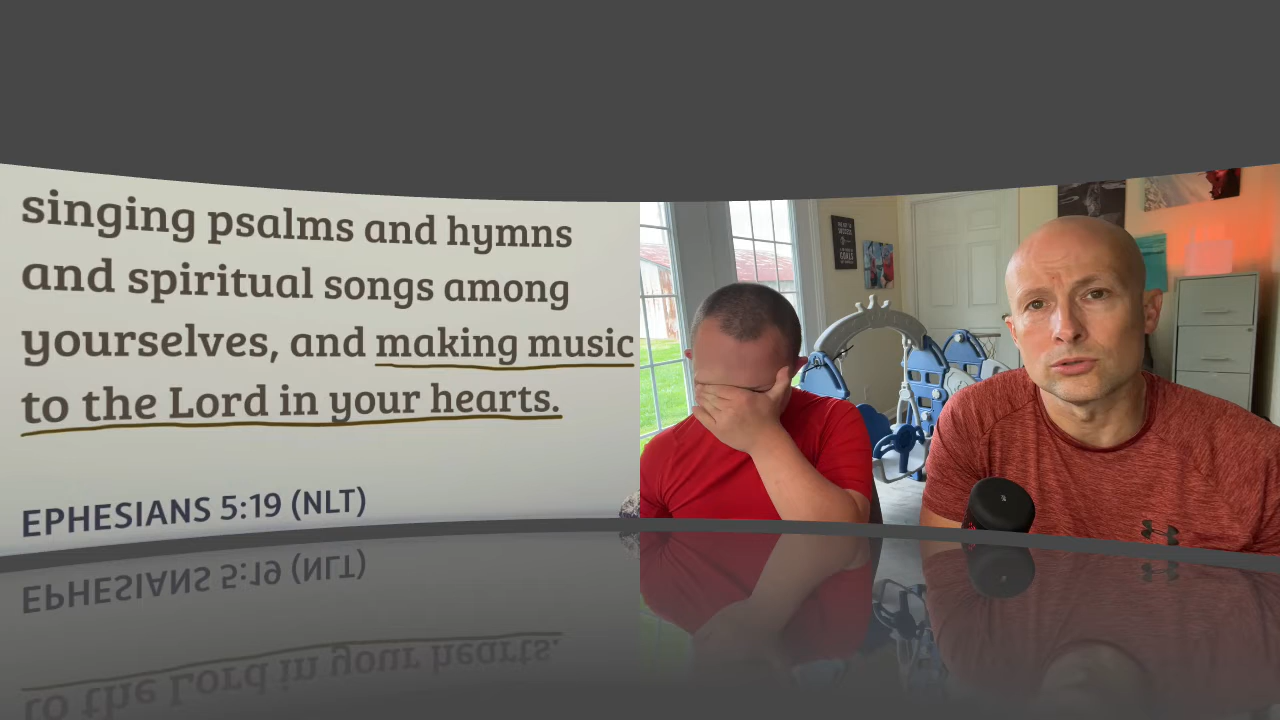 singing psalms and hymns
and spiritual songs among
yourselves, and making music
to the Lord in your hearts.
EPHESIANS 5:19 (NLT)